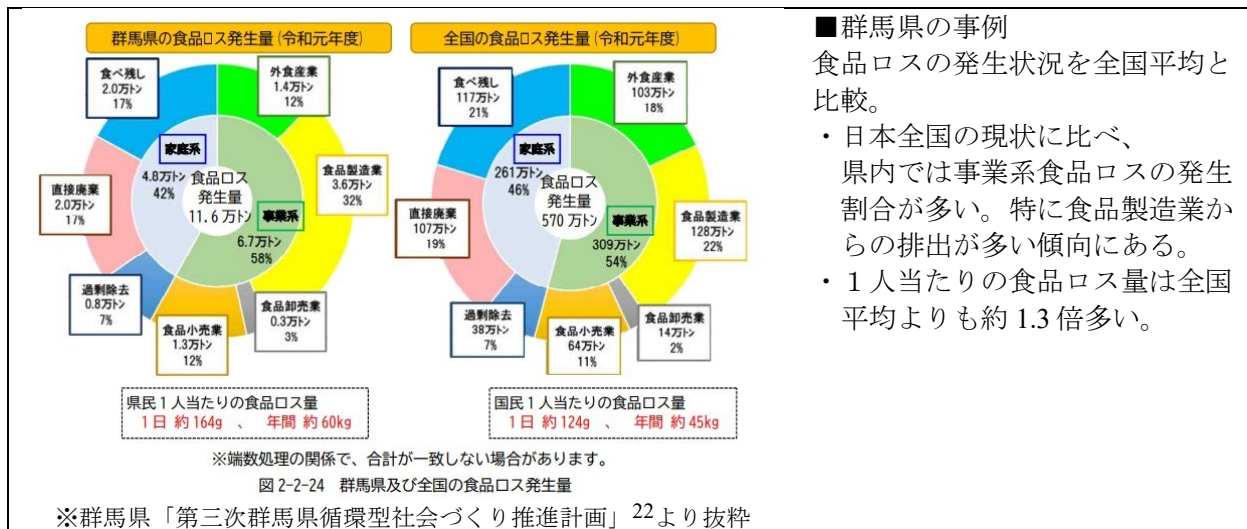 群馬県の食品ロス発生量(令和元年度)
食べ残し
2.0万トン
17%
外食産業
1.4万トン
12%
家庭系
4.8万トン
42%
食品ロス
発生量
11.6万トン
食品製造業
3.6万トン
32%
直接廃棄
2.0万トン
17%
事業系
6.7万トン
58%
過剰除去
0.8万トン
7%
食品小売業
1.3万トン
12%
食品卸売業
0.3万トン
3%
県民1人当たりの食品ロス量
1日 約164g 、 年間 約60kg
全国の食品ロス発生量(令和元年度)
食べ残し
117万トン
21%
外食産業
103万トン
18%
家庭系
261万トン
46%
食品ロス
発生量
570万トン
直接廃棄
107万トン
19%
事業系
309万トン
54%
食品製造業
128万トン
22%
過剰除去
38万トン
7%
食品小売業
64万トン
11%
食品卸売業
14万トン
2%
国民1人当たりの食品ロス量
1日 約124g 、 年間 約45kg
※端数処理の関係で、合計が一致しない場合があります。
図2-2-24 群馬県及び全国の食品ロス発生量
※群馬県「第三次群馬県循環型社会づくり推進計画」22より抜粋
■群馬県の事例
食品ロスの発生状況を全国平均と
比較。
・日本全国の現状に比べ、
県内では事業系食品ロスの発生
割合が多い。特に食品製造業か
らの排出が多い傾向にある。
・1人当たりの食品ロス量は全国
平均よりも約1.3倍多い。